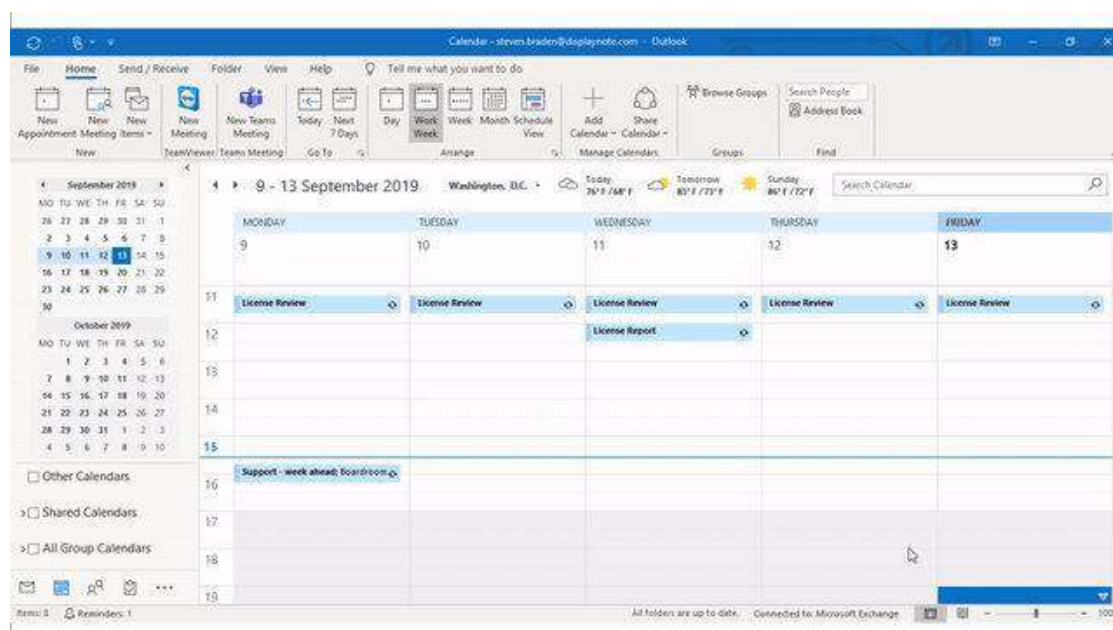 Calendar - steven.braden@displaynote.com - Outlook
File Home Send / Receive Folder View Help Tell me what you want to do
New Appointment
New Meeting
New Items
New Meeting
New Teams Meeting
Today
Next 7 Days
Day
Work Week
Week
Month
Schedule View
Add Calendar
Share Calendar
Browse Groups
Search People
Address Book
New TeamViewer Teams Meeting Go To Arrange Manage Calendars Groups Find
September 2019
MO TU WE TH FR SA SU
26 27 28 29 30 31 1
2 3 4 5 6 7 8
9 10 11 12 13 14 15
16 17 18 19 20 21 22
23 24 25 26 27 28 29
30
October 2019
MO TU WE TH FR SA SU
1 2 3 4 5 6
7 8 9 10 11 12 13
14 15 16 17 18 19 20
21 22 23 24 25 26 27
28 29 30 31 1 2 3
4 5 6 7 8 9 10
Other Calendars
Shared Calendars
All Group Calendars
9 - 13 September 2019 Washington, D.C.
Today 76°F/68°F
Tomorrow 83°F/73°F
Sunday 86°F/72°F
Search Calendar
MONDAY TUESDAY WEDNESDAY THURSDAY FRIDAY
9 10 11 12 13
11 License Review License Review License Review License Review License Review
12 License Report
13
14
15
Support - week ahead; Boardroom
16
17
18
19
Items: 8 Reminders: 1 All folders are up to date. Connected to: Microsoft Exchange 100